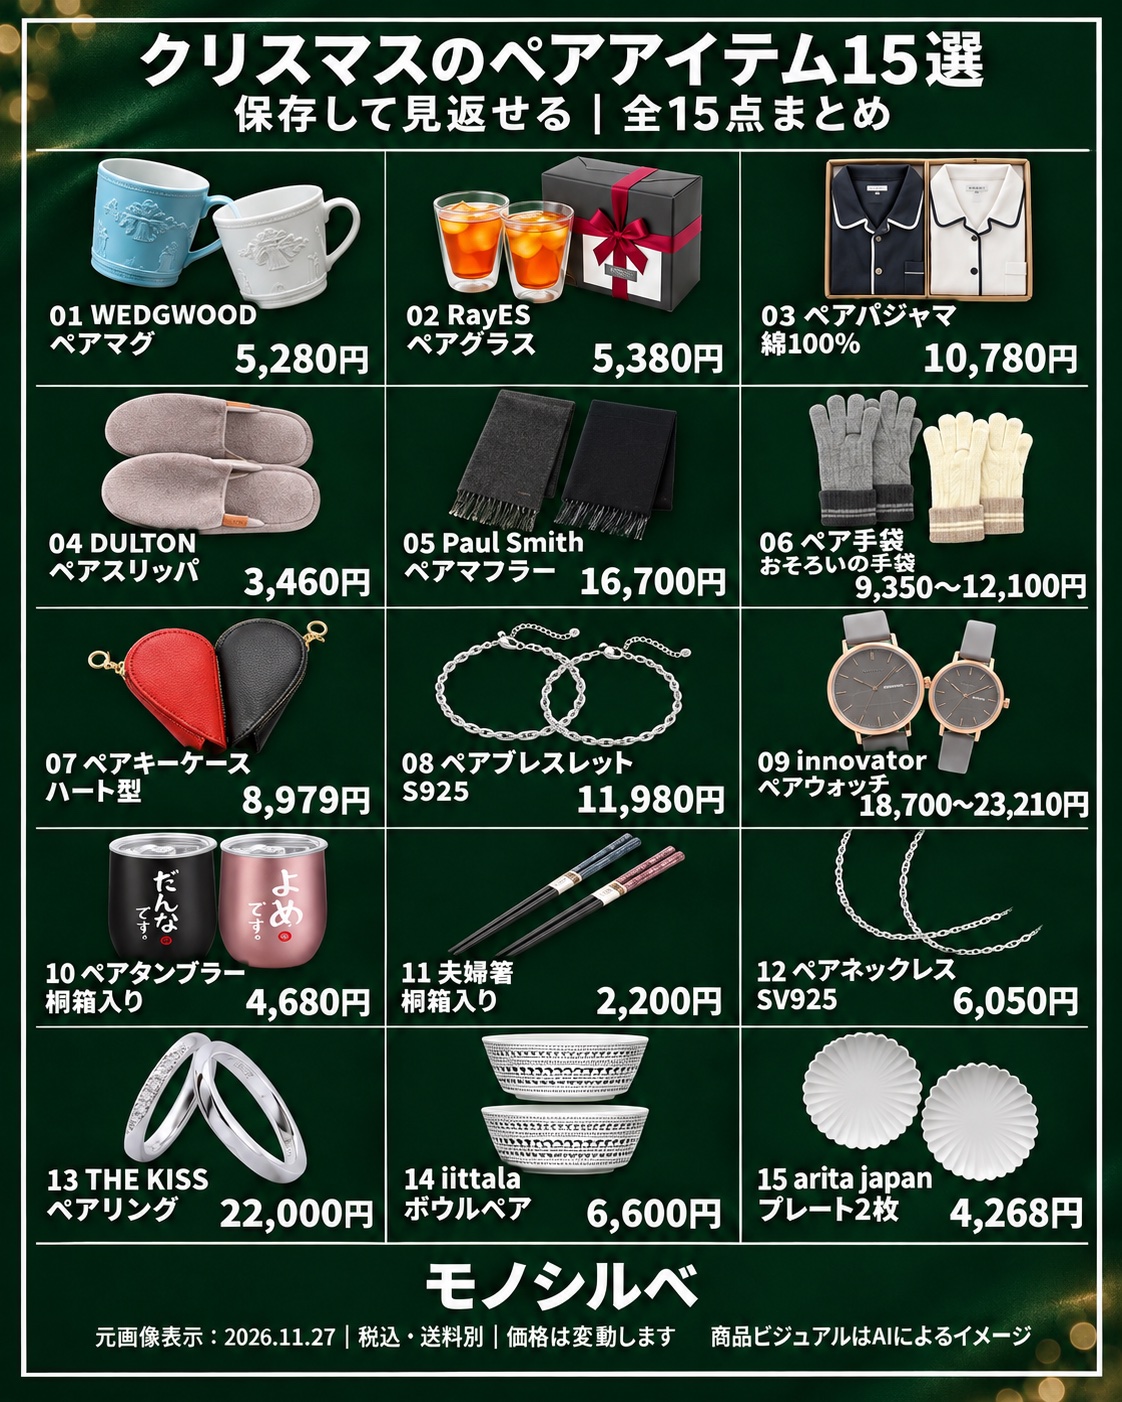 クリスマスのペアアイテム15選
保存して見返せる｜全15点まとめ
01 WEDGWOOD
ペアマグ
5,280円
02 RayES
ペアグラス
5,380円
03 ペアパジャマ
綿100%
10,780円
04 DULTON
ペアスリッパ
3,460円
05 Paul Smith
ペアマフラー
16,700円
06 ペア手袋
おそろいの手袋
9,350〜12,100円
07 ペアキーケース
ハート型
8,979円
08 ペアブレスレット
S925
11,980円
09 innovator
ペアウォッチ
18,700〜23,210円
だんな
です。
よめ
です。
10 ペアタンブラー
桐箱入り
4,680円
11 夫婦箸
桐箱入り
2,200円
12 ペアネックレス
SV925
6,050円
13 THE KISS
ペアリング
22,000円
14 iittala
ボウルペア
6,600円
15 arita japan
プレート2枚
4,268円
モノシルベ
元画像表示：2026.11.27｜税込・送料別｜価格は変動します　商品ビジュアルはAIによるイメージ